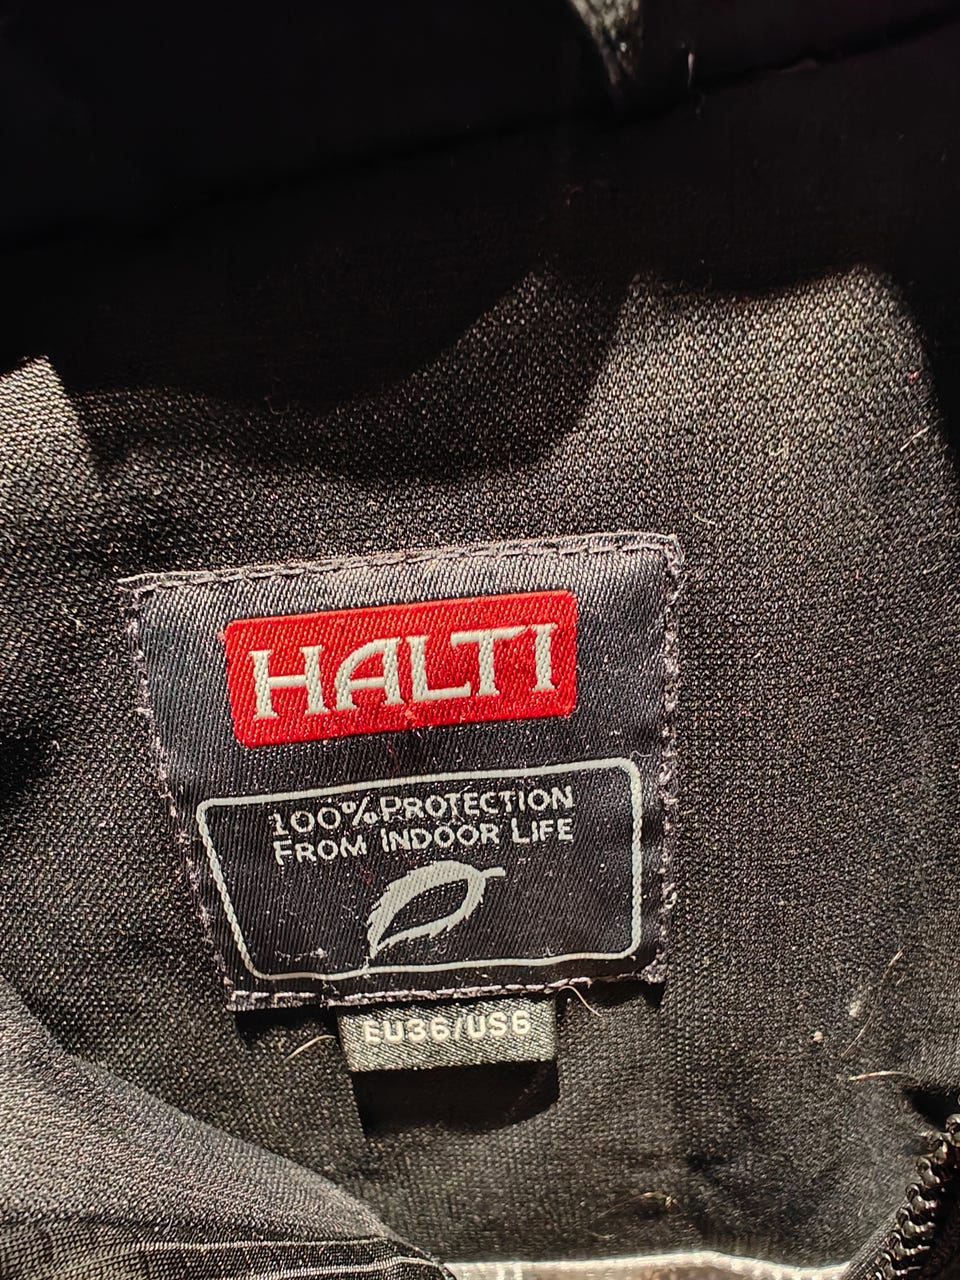 HALTI
100% PROTECTION
FROM INDOOR LIFE
EU36/US6